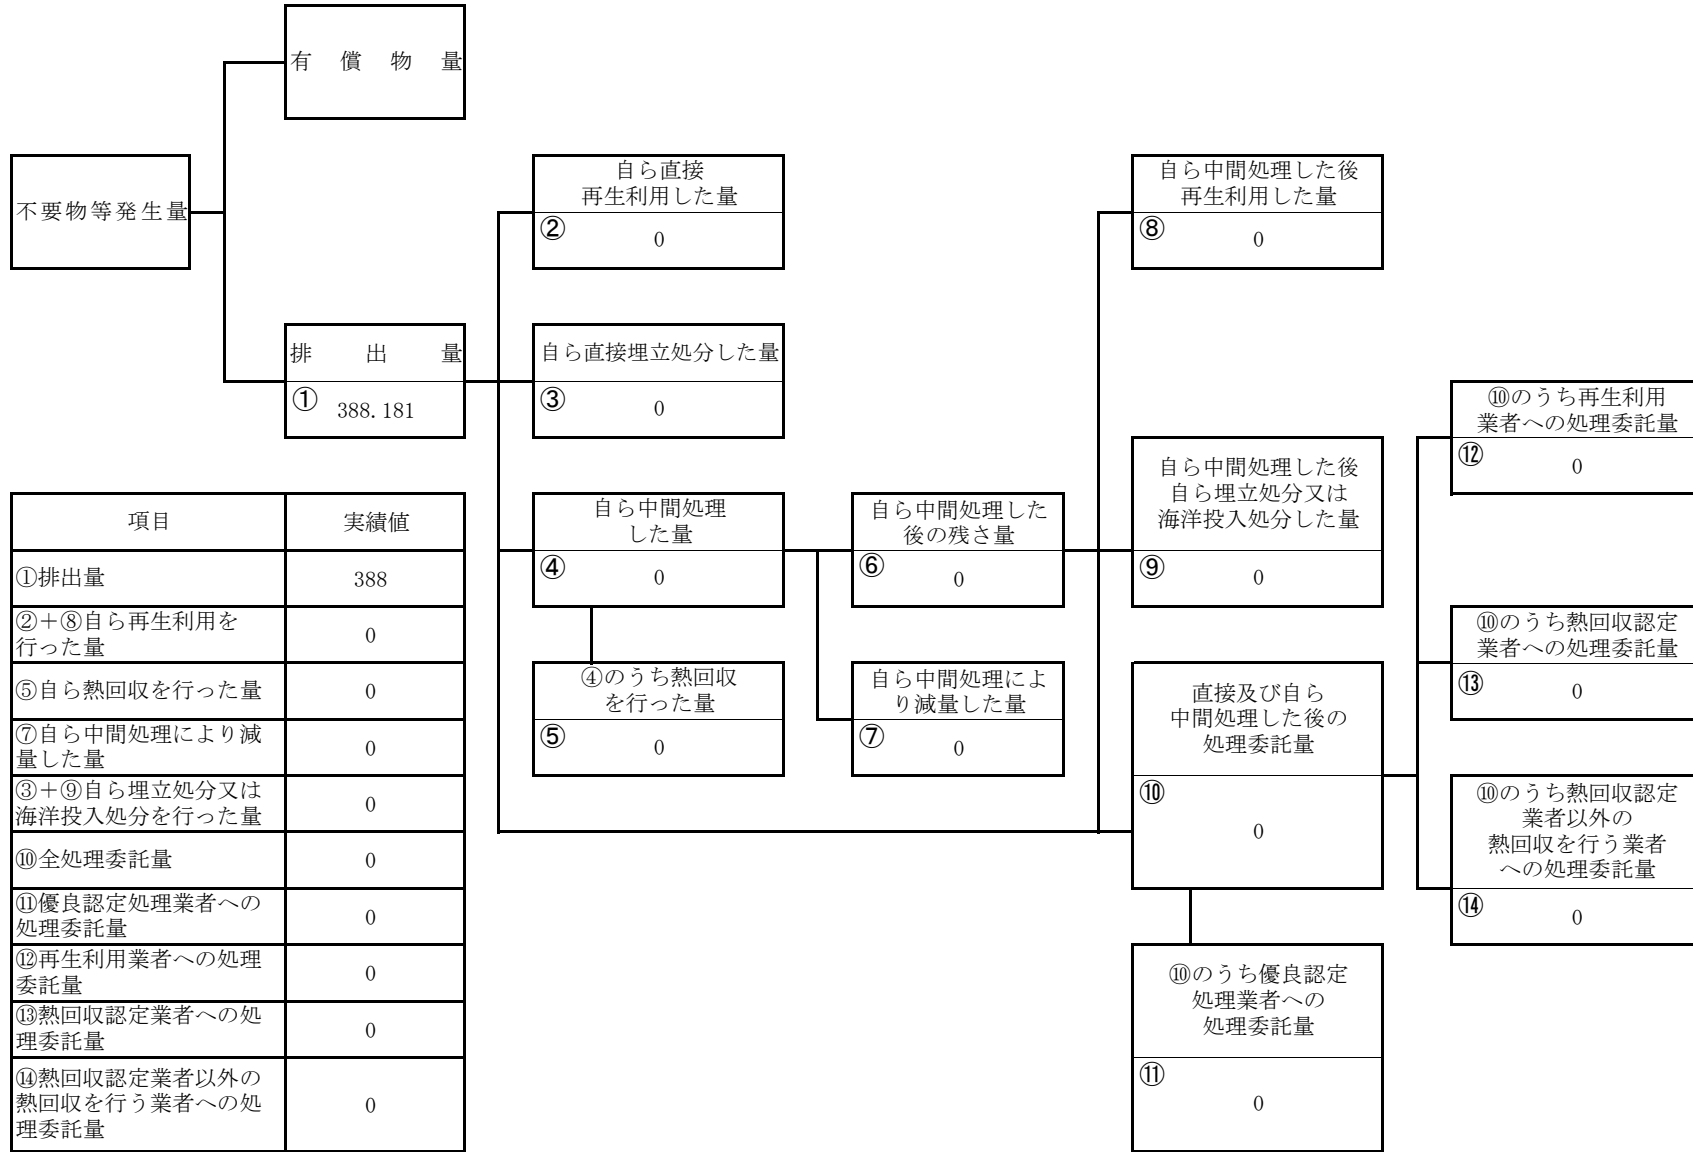 有償物量
不要物等発生量
自ら直接
再生利用した量
②
0
自ら中間処理した後
再生利用した量
⑧
0
排出量
①
388.181
自ら直接埋立処分した量
③
0
⑩のうち再生利用
業者への処理委託量
⑫
0
自ら中間処理
した量
④
0
自ら中間処理した
後の残さ量
⑥
0
自ら中間処理した後
自ら埋立処分又は
海洋投入処分した量
⑨
0
⑩のうち熱回収認定
業者への処理委託量
⑬
0
④のうち熱回収
を行った量
⑤
0
自ら中間処理によ
り減量した量
⑦
0
直接及び自ら
中間処理した後の
処理委託量
⑩
0
⑩のうち熱回収認定
業者以外の
熱回収を行う業者
への処理委託量
⑭
0
⑩のうち優良認定
処理業者への
処理委託量
⑪
0
項目 実績値
①排出量 388
②＋⑧自ら再生利用を
行った量 0
⑤自ら熱回収を行った量 0
⑦自ら中間処理により減
量した量 0
③＋⑨自ら埋立処分又は
海洋投入処分を行った量 0
⑩全処理委託量 0
⑪優良認定処理業者への
処理委託量 0
⑫再生利用業者への処理
委託量 0
⑬熱回収認定業者への処
理委託量 0
⑭熱回収認定業者以外の
熱回収を行う業者への処
理委託量 0